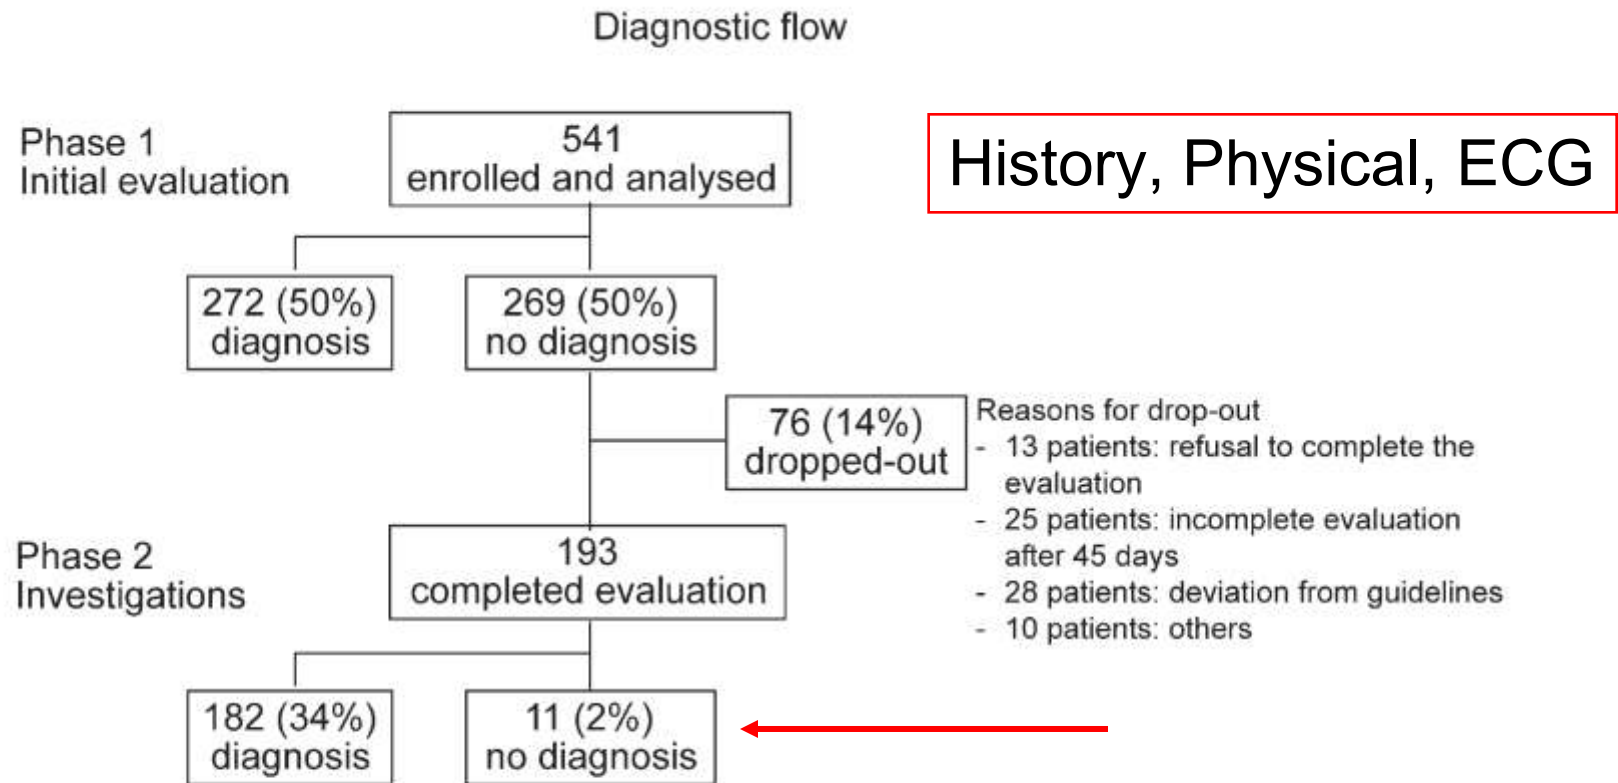 Diagnostic flow
Phase 1
Initial evaluation
541
enrolled and analysed
History, Physical, ECG
272 (50%)
diagnosis
269 (50%)
no diagnosis
76 (14%)
dropped-out
Reasons for drop-out
- 13 patients: refusal to complete the
evaluation
- 25 patients: incomplete evaluation
after 45 days
- 28 patients: deviation from guidelines
- 10 patients: others
Phase 2
Investigations
193
completed evaluation
182 (34%)
diagnosis
11 (2%)
no diagnosis